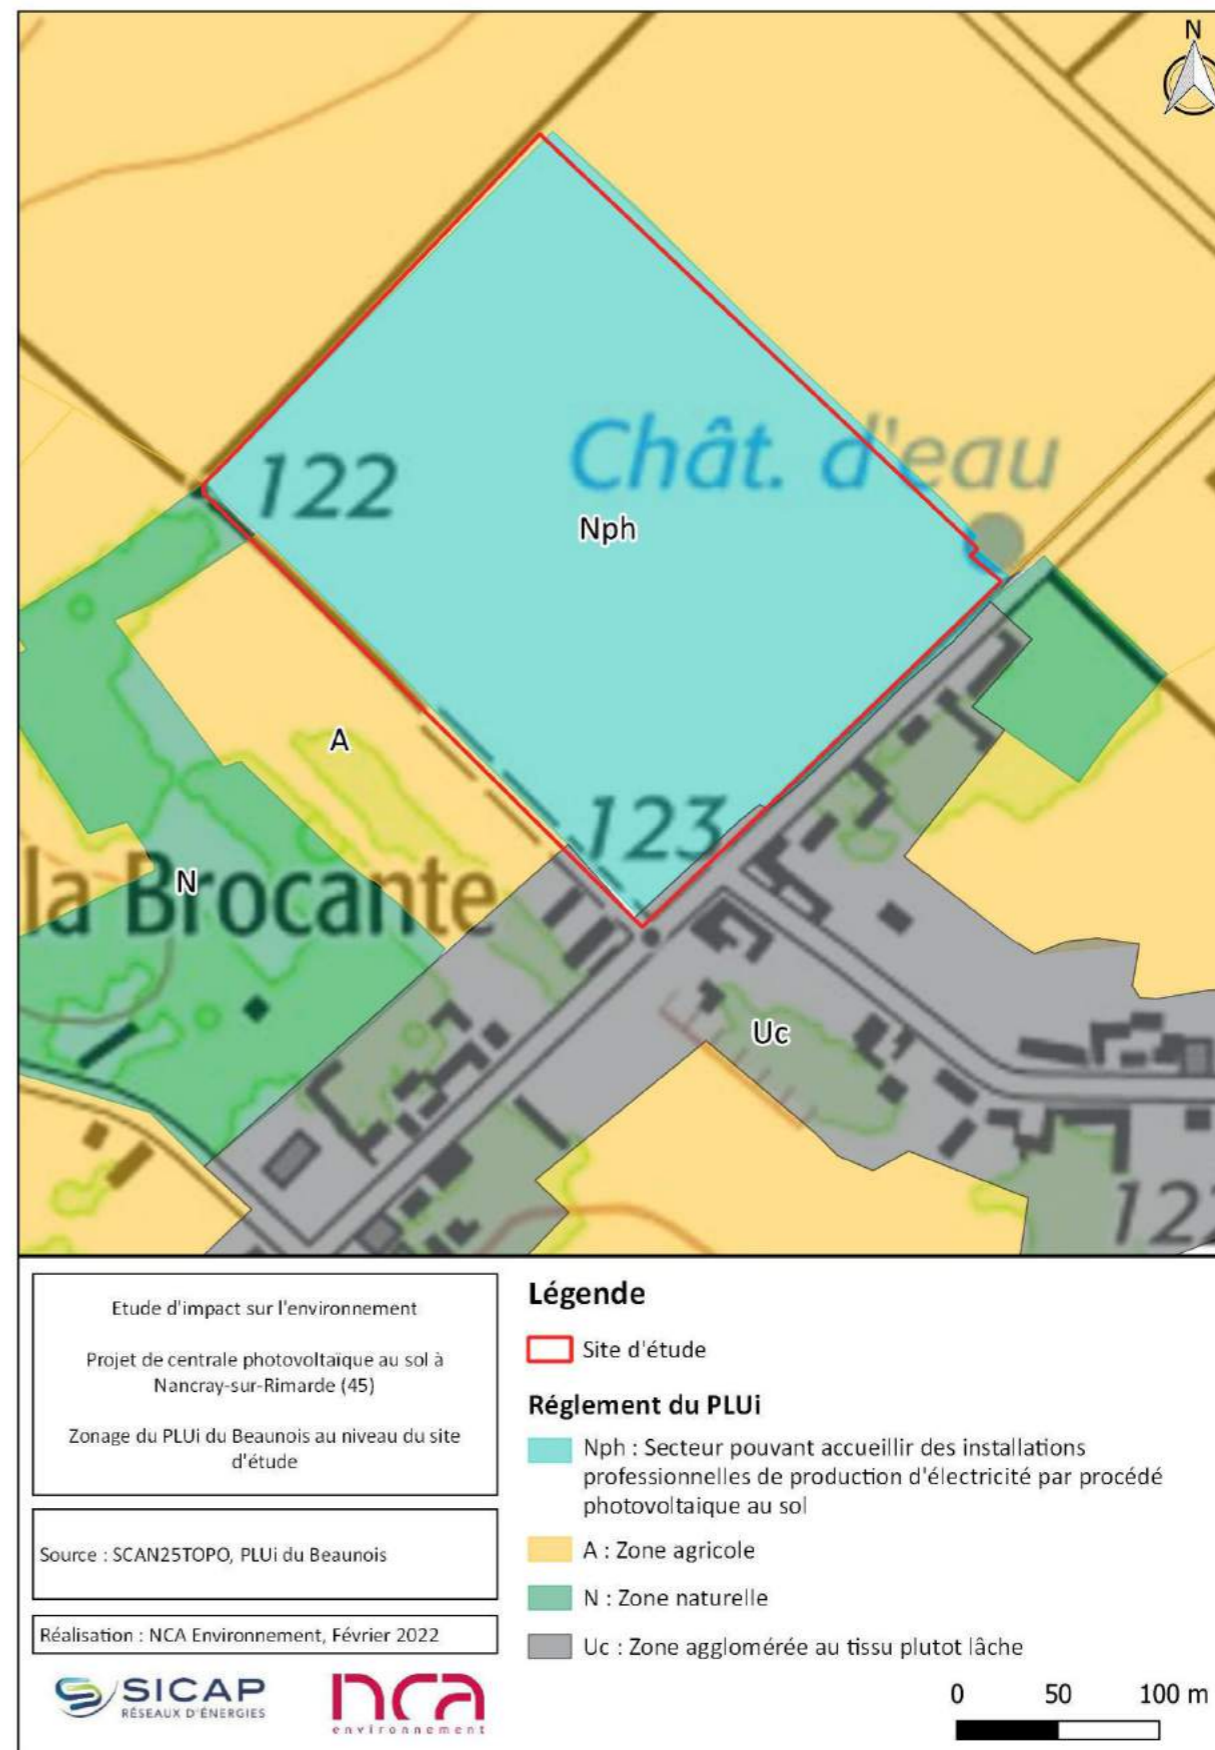 N
122
Chât. d'eau
Nph
A
123
la Brocante
N
Uc
Etude d'impact sur l'environnement
Projet de centrale photovoltaïque au sol à
Nancray-sur-Rimarde (45)
Zonage du PLUi du Beaunois au niveau du site
d'étude
Source : SCAN25TOPO, PLUi du Beaunois
Réalisation : NCA Environnement, Février 2022
SICAP
RÉSEAUX D'ÉNERGIES
nca
environnement
Légende
Site d'étude
Réglement du PLUi
Nph : Secteur pouvant accueillir des installations
professionnelles de production d'électricité par procédé
photovoltaique au sol
A : Zone agricole
N : Zone naturelle
Uc : Zone agglomérée au tissu plutot lâche
0 50 100 m